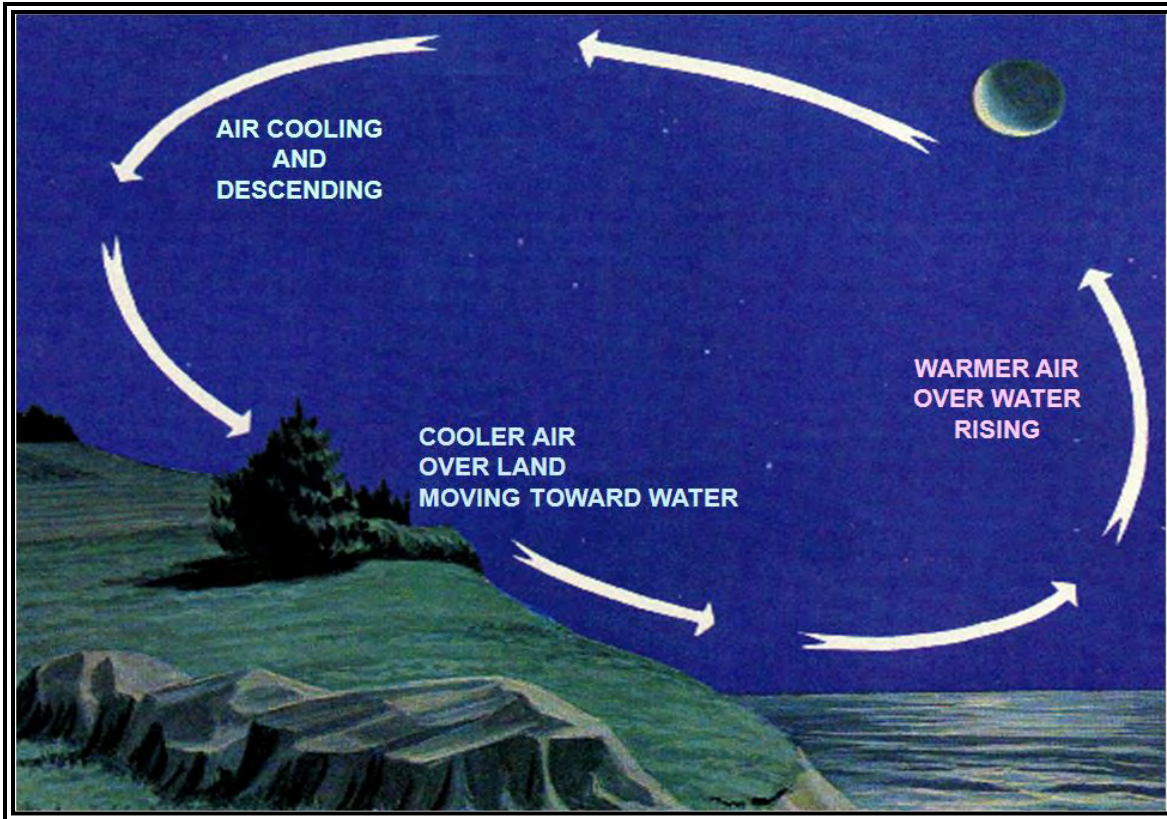 AIR COOLING
AND
DESCENDING
WARMER AIR
OVER WATER
RISING
COOLER AIR
OVER LAND
MOVING TOWARD WATER